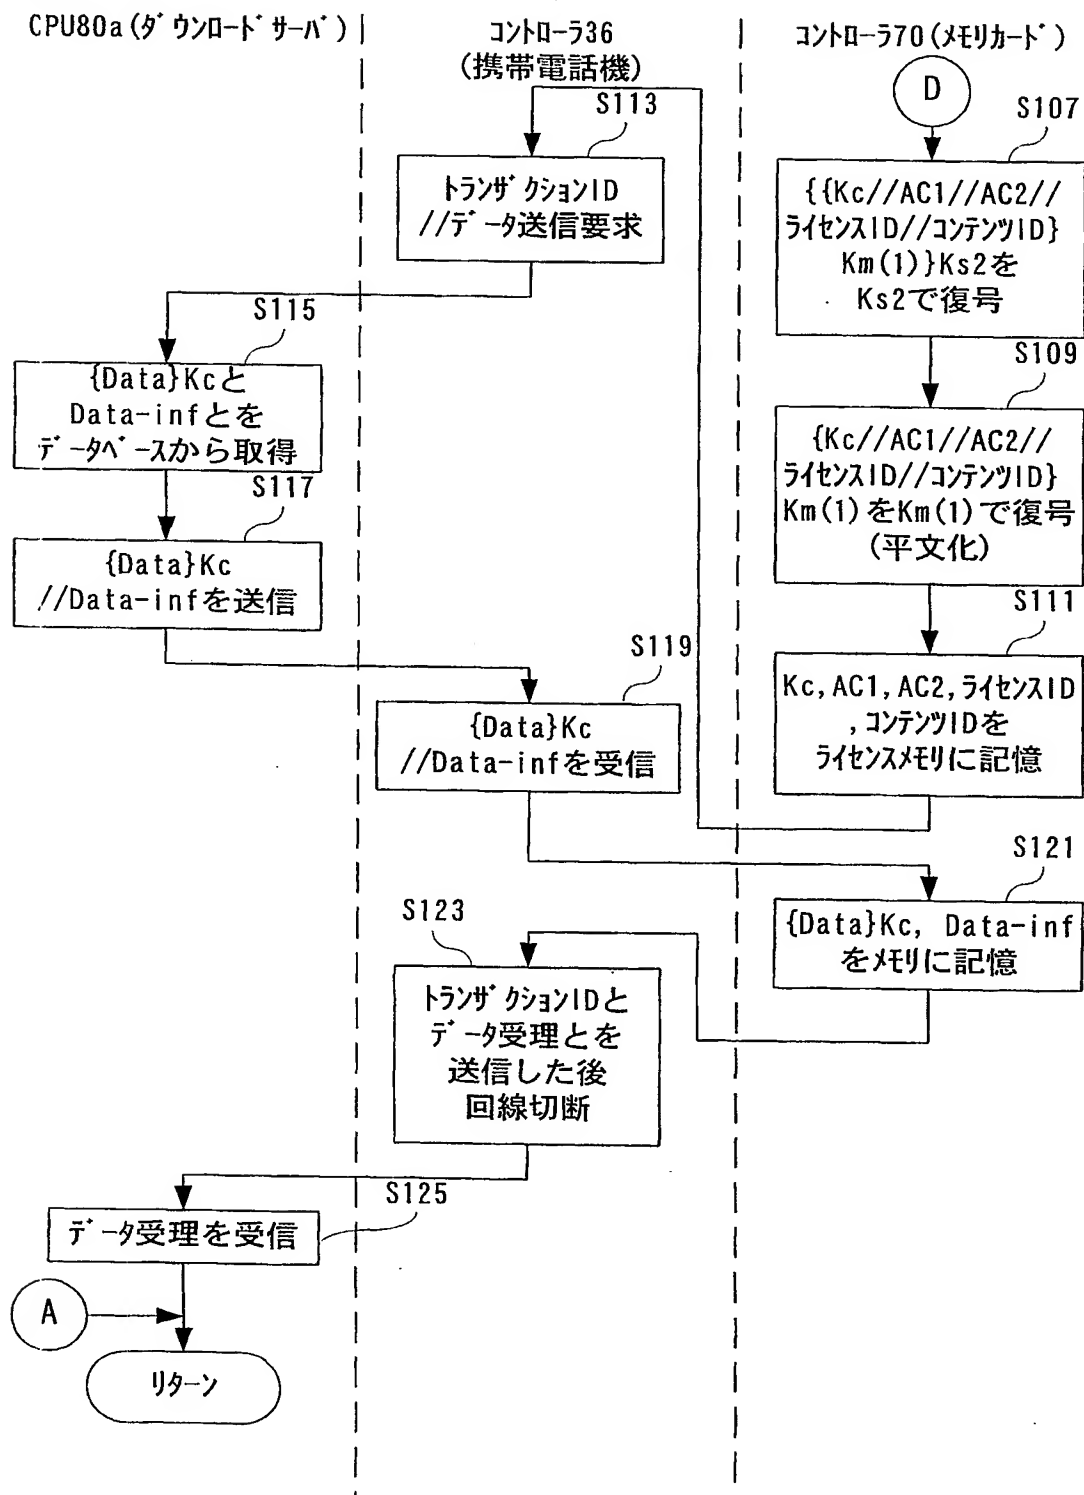 CPU80a(ダウンロードサーバ)
コントローラ36
(携帯電話機)
コントローラ70(メモリカード)
D
S107
{{Kc//AC1//AC2//
ライセンスID//コンテンツID}
Km(1)}Ks2を
Ks2で復号
S113
トランザクションID
//データ送信要求
S115
{Data}Kcと
Data-infとを
データベースから取得
S109
{Kc//AC1//AC2//
ライセンスID//コンテンツID}
Km(1)をKm(1)で復号
(平文化)
S117
{Data}Kc
//Data-infを送信
S111
Kc,AC1,AC2,ライセンスID
,コンテンツIDを
ライセンスメモリに記憶
S119
{Data}Kc
//Data-infを受信
S121
{Data}Kc, Data-inf
をメモリに記憶
S123
トランザクションIDと
データ受理とを
送信した後
回線切断
S125
データ受理を受信
A
リターン